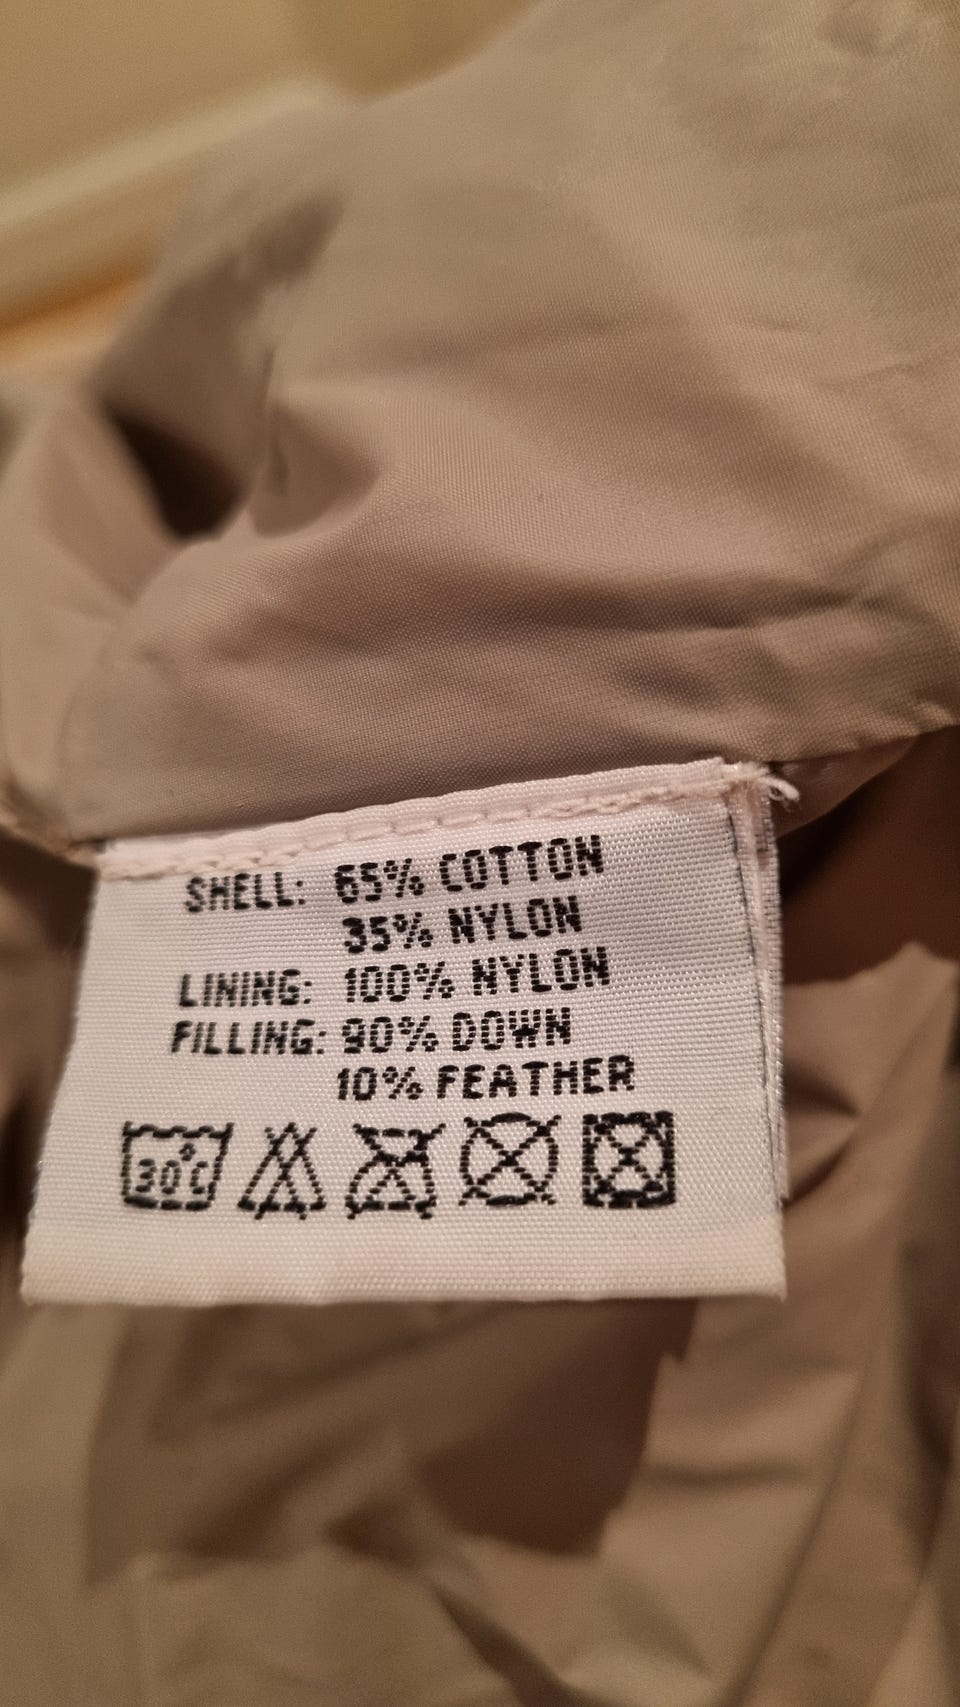 SHELL: 65% COTTON
35% NYLON
LINING: 100% NYLON
FILLING: 90% DOWN
10% FEATHER
30°C